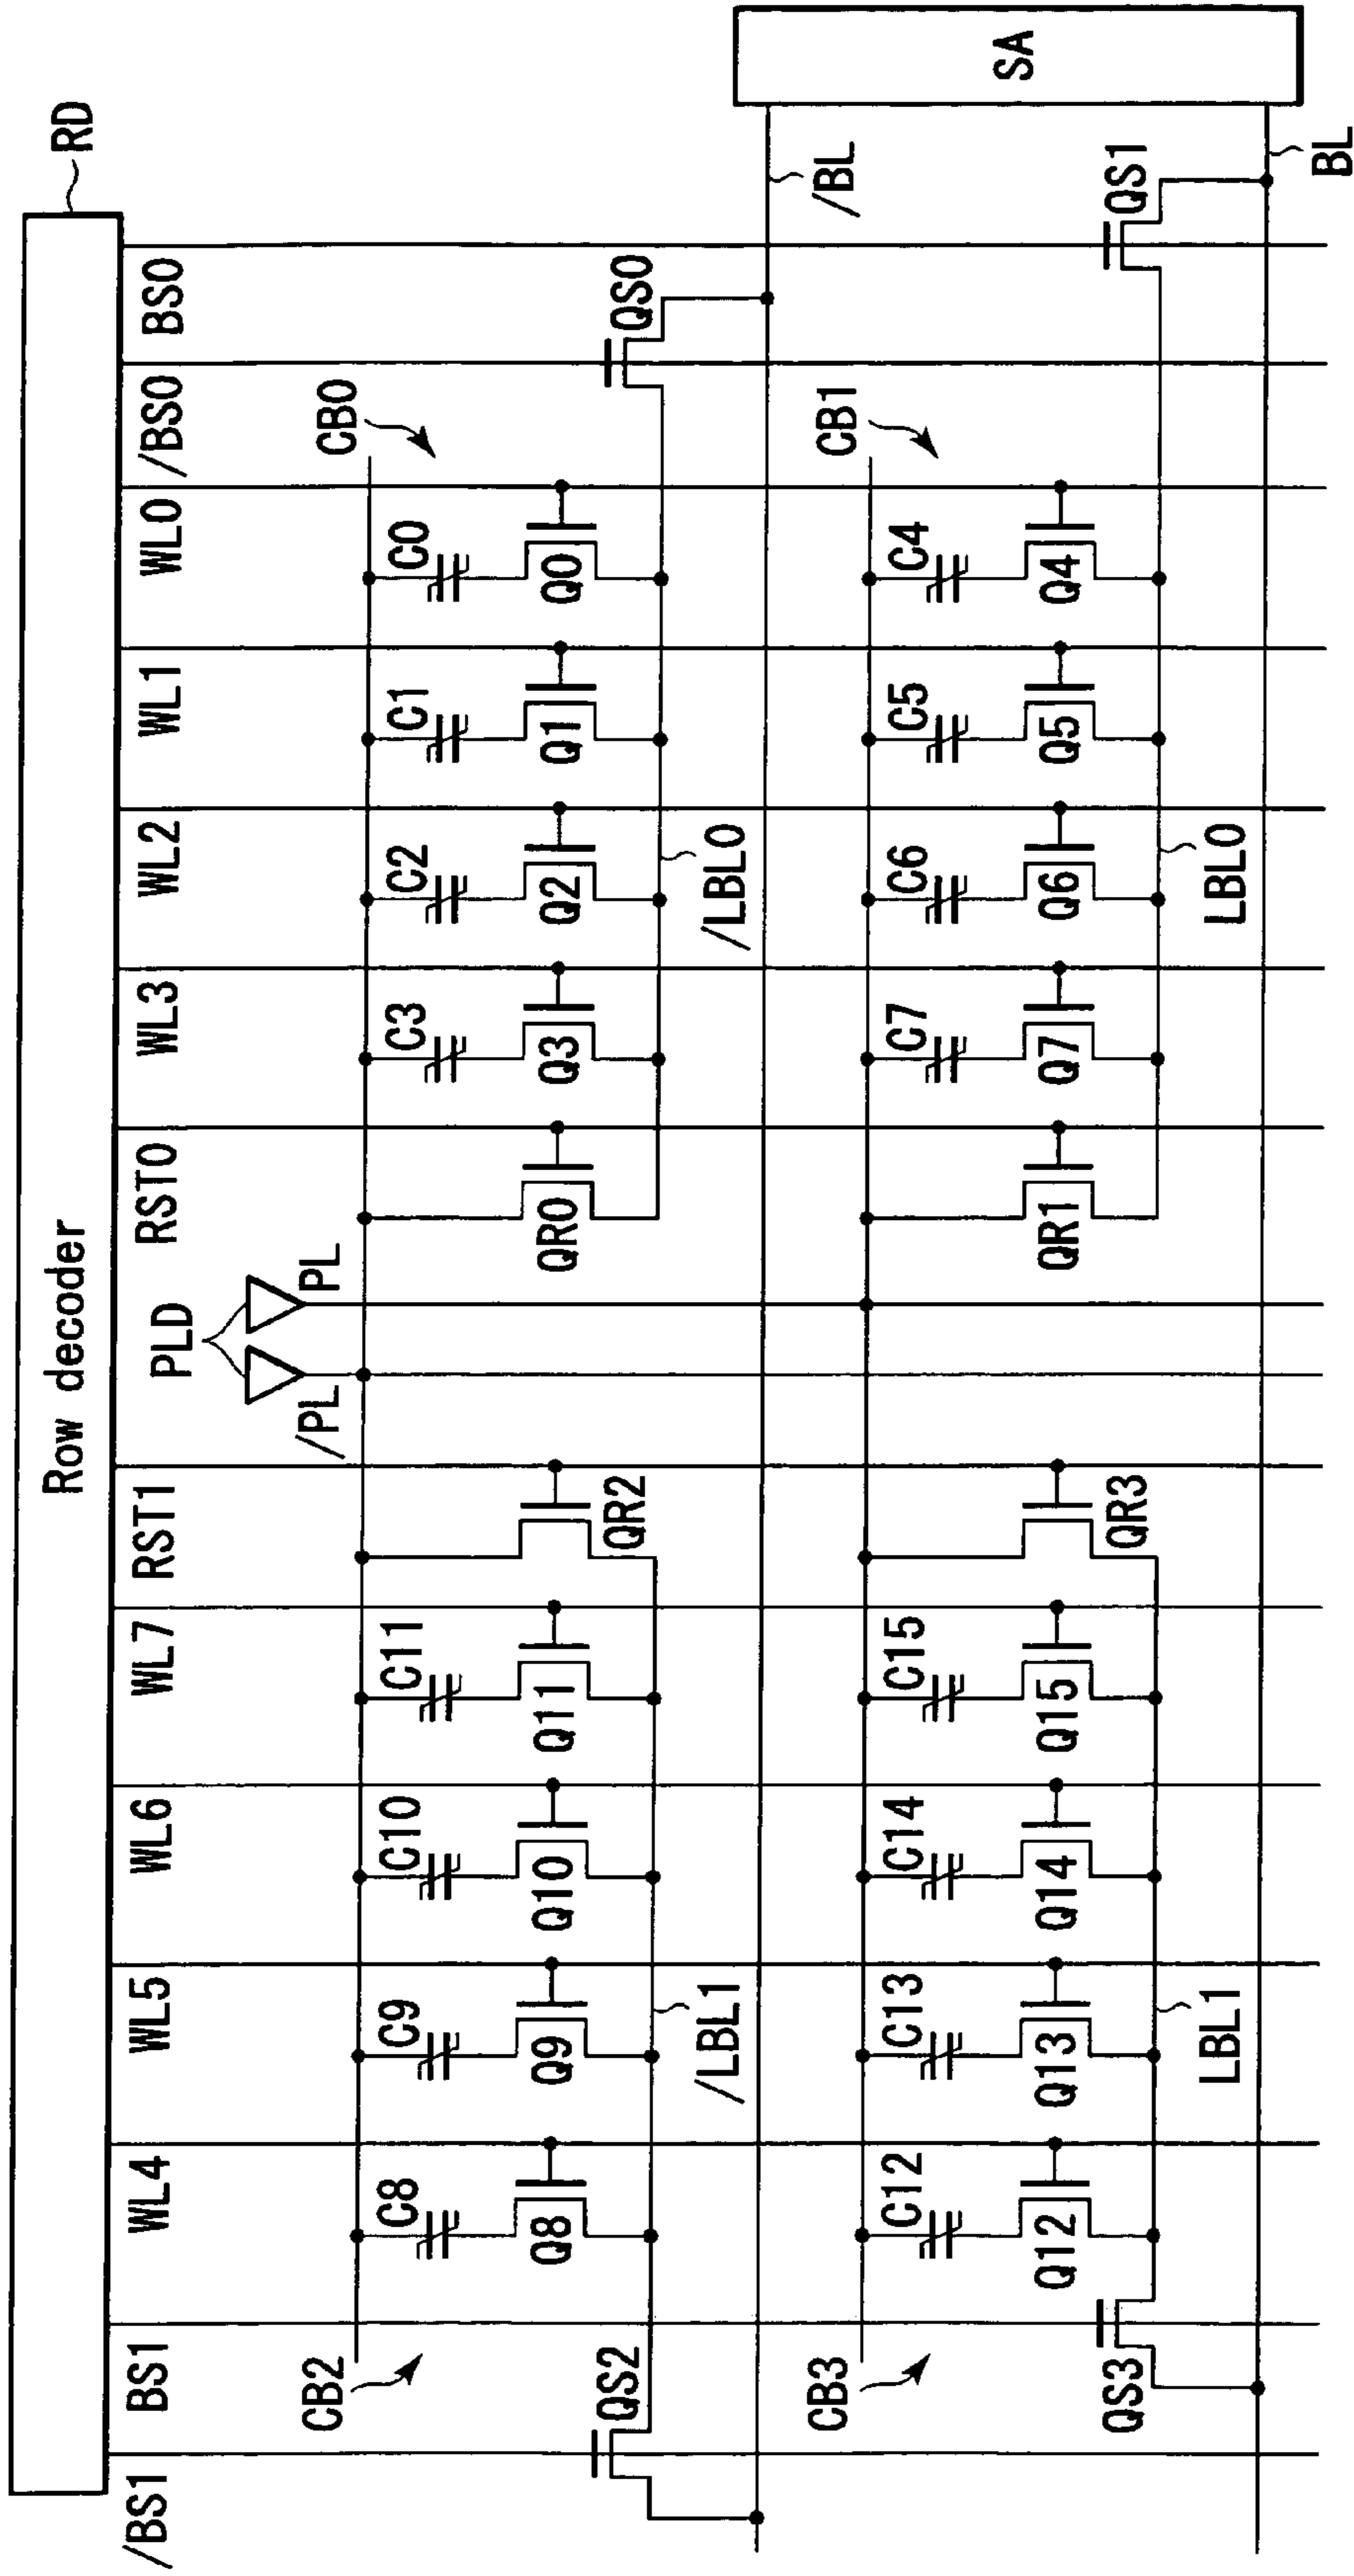 Row decoder
RD
/BS1 BS1 WL4 WL5 WL6 WL7 RST1 PLD RST0 WL3 WL2 WL1 WL0 /BS0 BS0
/PL PL
CB2 C8 C9 C10 C11 C3 C2 C1 C0 CB0
QS2 Q8 Q9 Q10 Q11 QR2 QR0 Q3 Q2 Q1 Q0 QS0
/LBL1 /LBL0
/BL
SA
CB3 C12 C13 C14 C15 C7 C6 C5 C4 CB1
QS3 Q12 Q13 Q14 Q15 QR3 QR1 Q7 Q6 Q5 Q4 QS1
LBL1 LBL0
BL